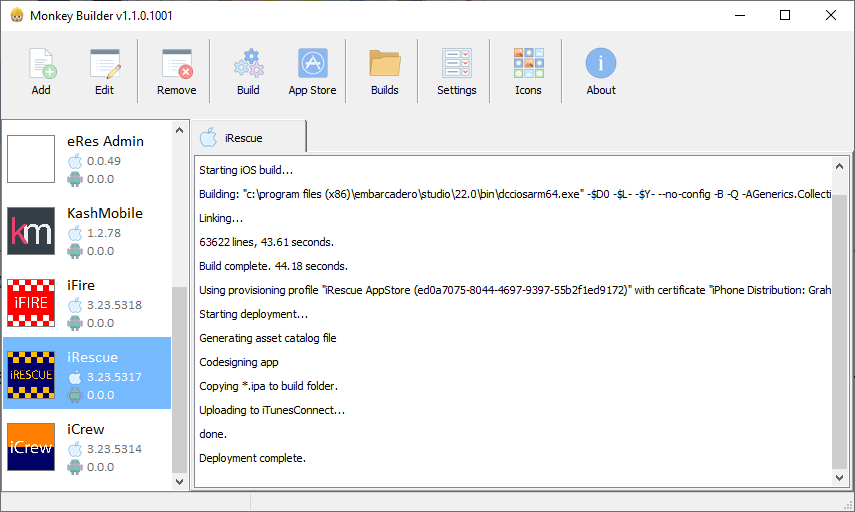 Monkey Builder v1.1.0.1001
Add
Edit
Remove
Build
App Store
Builds
Settings
Icons
About
eRes Admin
0.0.49
0.0.0
km
KashMobile
1.2.78
0.0.0
iFIRE
iFire
3.23.5318
0.0.0
iRESCUE
iRescue
3.23.5317
0.0.0
iCrew
iCrew
3.23.5314
0.0.0
iRescue
Starting iOS build...
Building: "c:\program files (x86)\embarcadero\studio\22.0\bin\dcciosarm64.exe" -$D0 -$L- -$Y- --no-config -B -Q -AGenerics.Collecti
Linking...
63622 lines, 43.61 seconds.
Build complete. 44.18 seconds.
Using provisioning profile "iRescue AppStore (ed0a7075-8044-4697-9397-55b2f1ed9172)" with certificate "iPhone Distribution: Grah
Starting deployment...
Generating asset catalog file
Codesigning app
Copying *.ipa to build folder.
Uploading to iTunesConnect...
done.
Deployment complete.